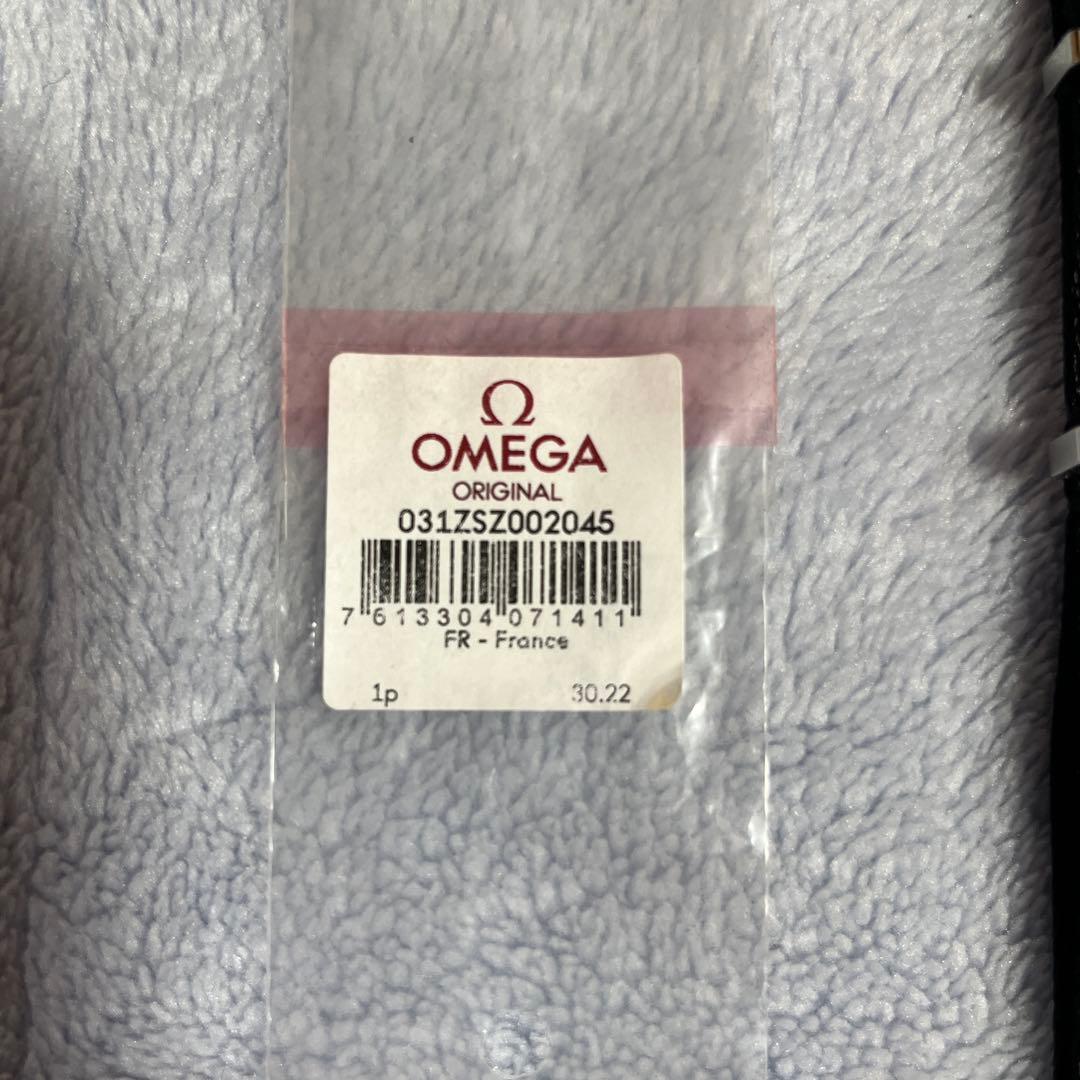 Ω
OMEGA
ORIGINAL
031ZSZ002045
7 613304 071411
FR - France
1p 30.22